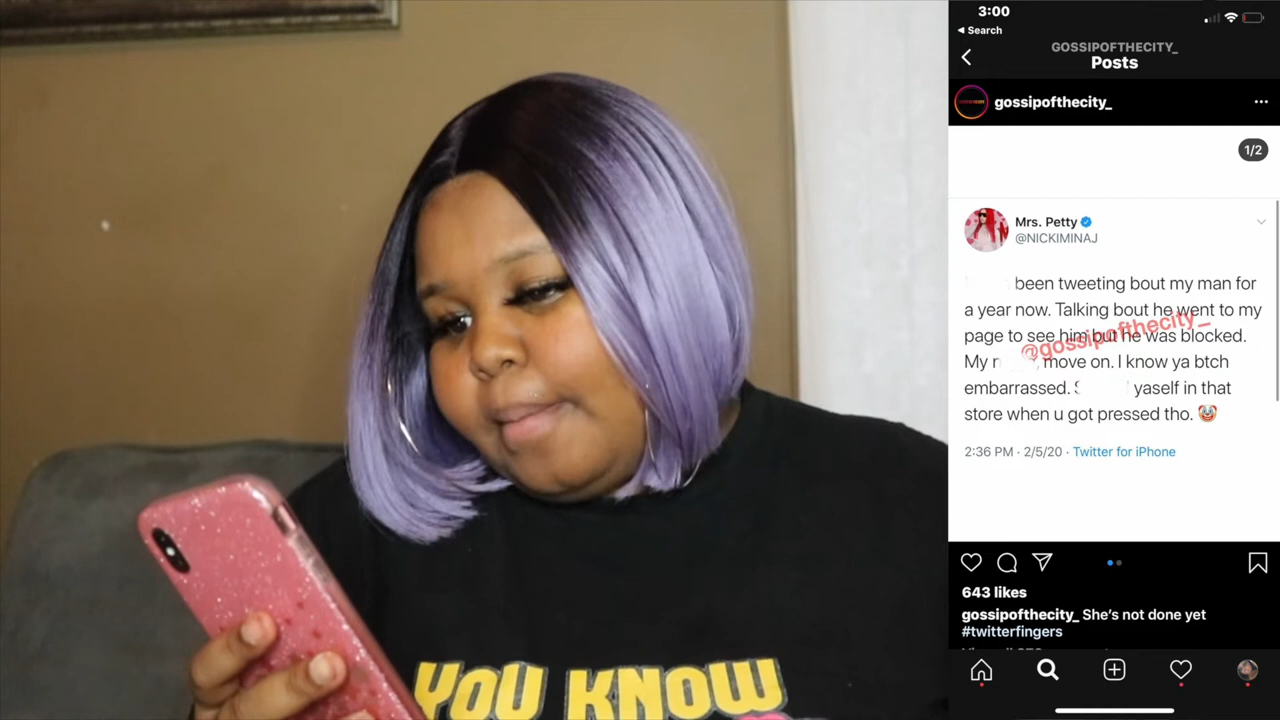 YOU KNOW
3:00
Search
GOSSIPOFTHECITY_
Posts
gossipofthecity_
1/2
Mrs. Petty
@NICKIMINAJ
been tweeting bout my man for
a year now. Talking bout he went to my
page to see him but he was blocked.
My n move on. I know ya btch
embarrassed. S yaself in that
store when u got pressed tho. 🤡
2:36 PM · 2/5/20 · Twitter for iPhone
@gossipofthecity_
643 likes
gossipofthecity_ She's not done yet
#twitterfingers